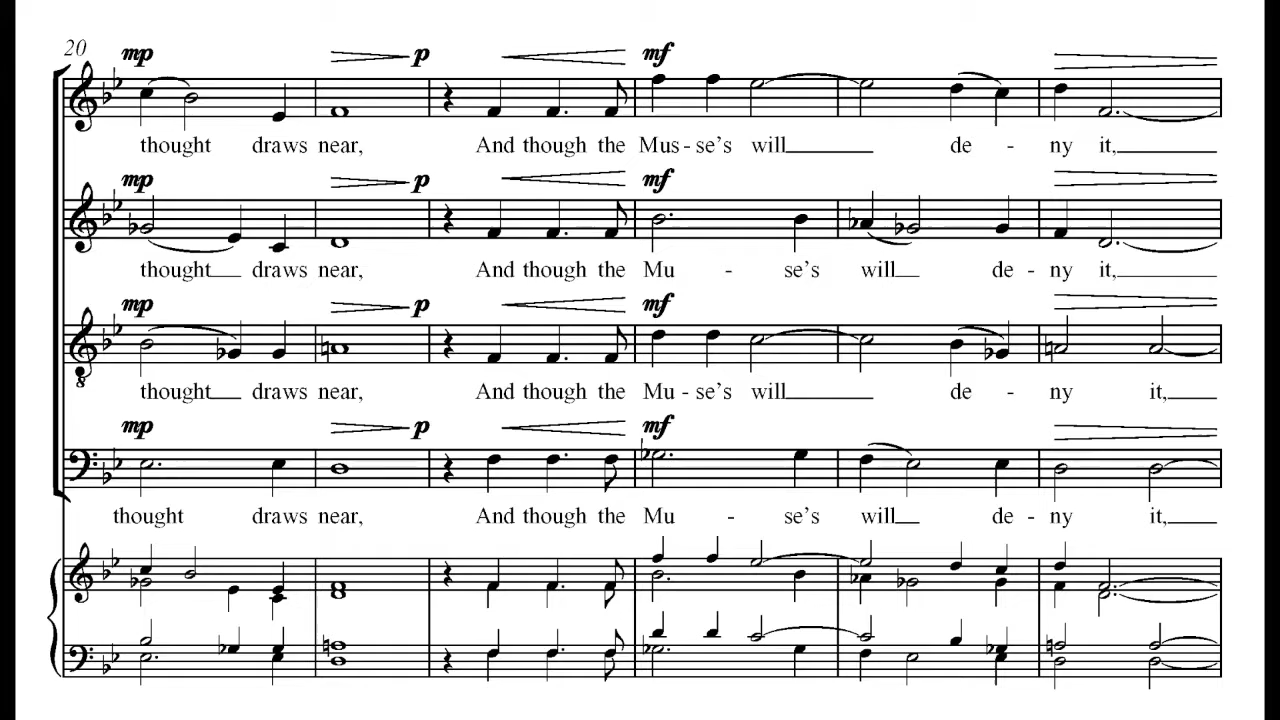 20
mp p mf
thought draws near, And though the Mus - se's will de - ny it,
mp p mf
thought draws near, And though the Mu - se's will de - ny it,
mp p mf
thought draws near, And though the Mu - se's will de - ny it,
mp p mf
thought draws near, And though the Mu - se's will de - ny it,